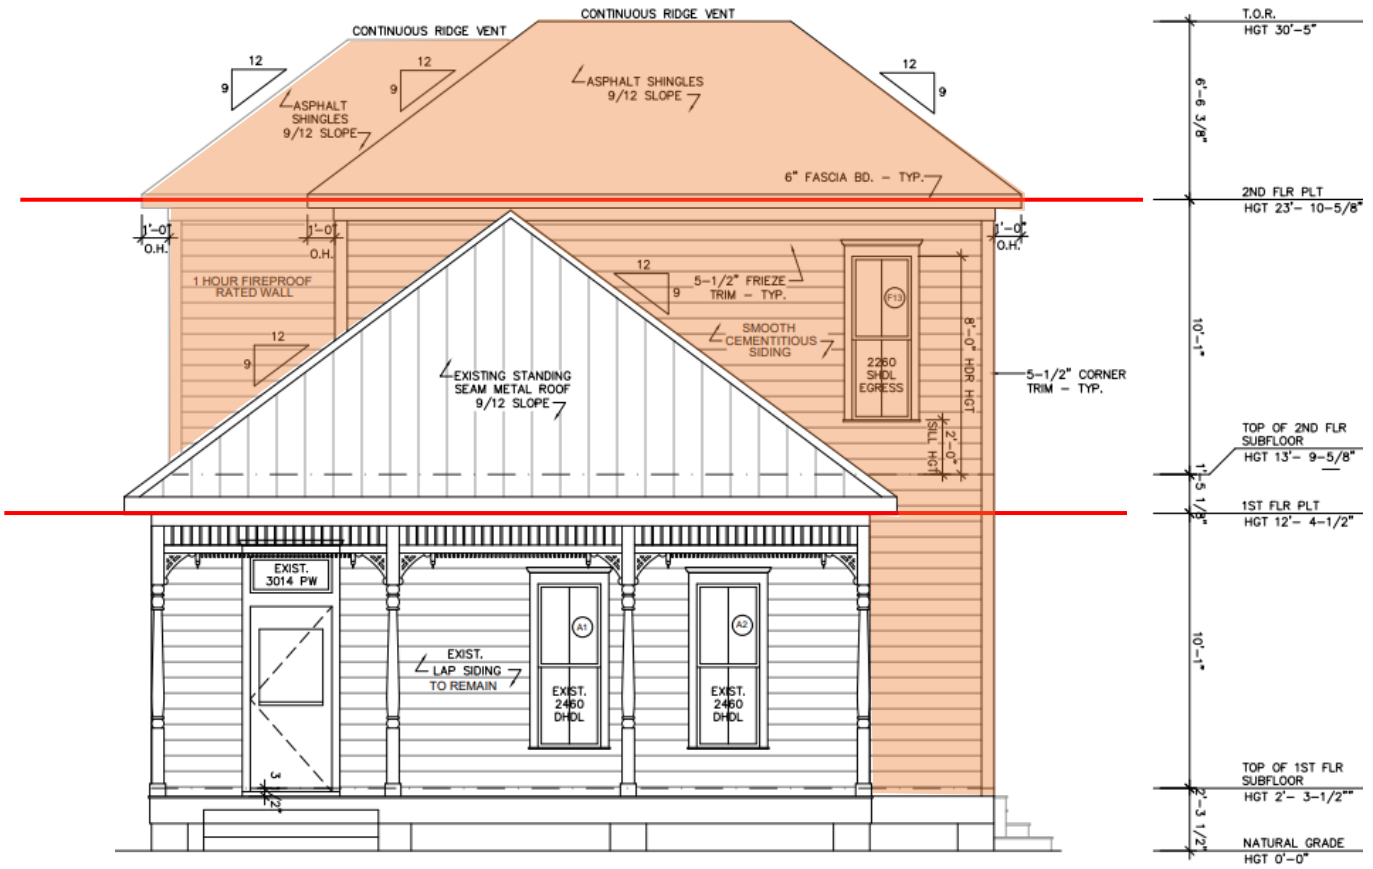 CONTINUOUS RIDGE VENT
T.O.R.
HGT 30'-5"
CONTINUOUS RIDGE VENT
12
9
12
9
12
9
ASPHALT SHINGLES
9/12 SLOPE
ASPHALT
SHINGLES
9/12 SLOPE
6'-6 3/8"
6" FASCIA BD. - TYP.
2ND FLR PLT
HGT 23'- 10-5/8"
1'-0"
O.H.
1'-0"
O.H.
1'-0"
O.H.
1 HOUR FIREPROOF
RATED WALL
12
9
5-1/2" FRIEZE
TRIM - TYP.
F13
12
9
SMOOTH
CEMENTITIOUS
SIDING
8'-0" HDR HGT
10'-1"
2260
SHDL
EGRESS
EXISTING STANDING
SEAM METAL ROOF
9/12 SLOPE
5-1/2" CORNER
TRIM - TYP.
2'-0"
SILL HGT
TOP OF 2ND FLR
SUBFLOOR
HGT 13'- 9-5/8"
1'-5 1/8"
1ST FLR PLT
HGT 12'- 4-1/2"
EXIST.
3014 PW
A1
A2
10'-1"
EXIST.
LAP SIDING
TO REMAIN
EXIST.
2460
DHDL
EXIST.
2460
DHDL
3
2"
TOP OF 1ST FLR
SUBFLOOR
HGT 2'- 3-1/2""
2'-3 1/2"
NATURAL GRADE
HGT 0'-0"